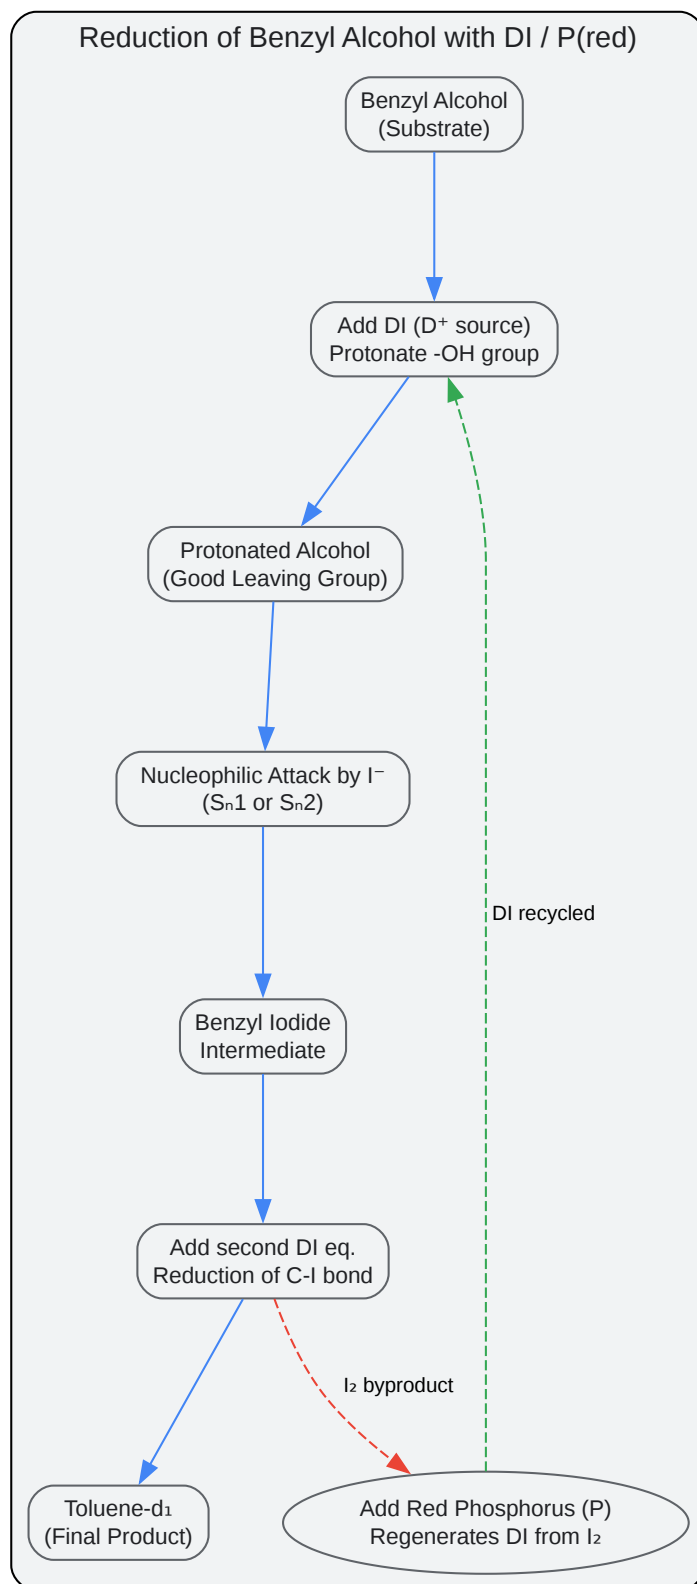 Reduction of Benzyl Alcohol with DI / P(red)
Benzyl Alcohol
(Substrate)
Add DI (D⁺ source)
Protonate -OH group
Protonated Alcohol
(Good Leaving Group)
Nucleophilic Attack by I⁻
(Sₙ1 or Sₙ2)
DI recycled
Benzyl Iodide
Intermediate
Add second DI eq.
Reduction of C-I bond
I₂ byproduct
Toluene-d₁
(Final Product)
Add Red Phosphorus (P)
Regenerates DI from I₂